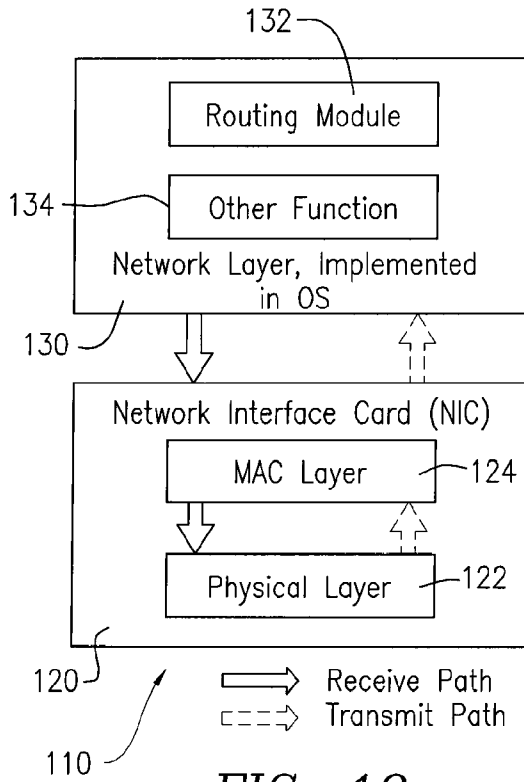 132
Routing Module
134
Other Function
Network Layer, Implemented
in OS
130
Network Interface Card (NIC)
MAC Layer
124
Physical Layer
122
120
Receive Path
Transmit Path
110